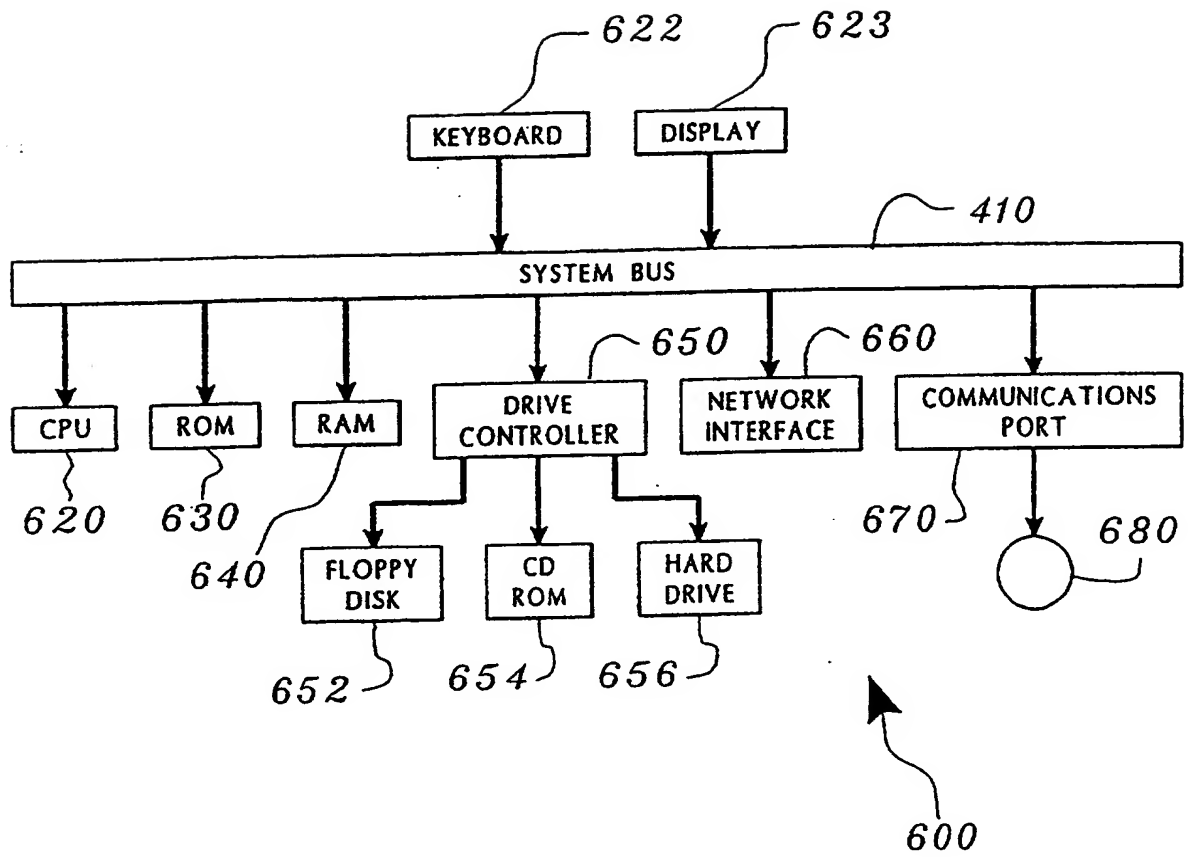 622
623
KEYBOARD
DISPLAY
410
SYSTEM BUS
650
660
CPU
ROM
RAM
DRIVE
CONTROLLER
NETWORK
INTERFACE
COMMUNICATIONS
PORT
620
630
640
670
680
FLOPPY
DISK
CD
ROM
HARD
DRIVE
652
654
656
600